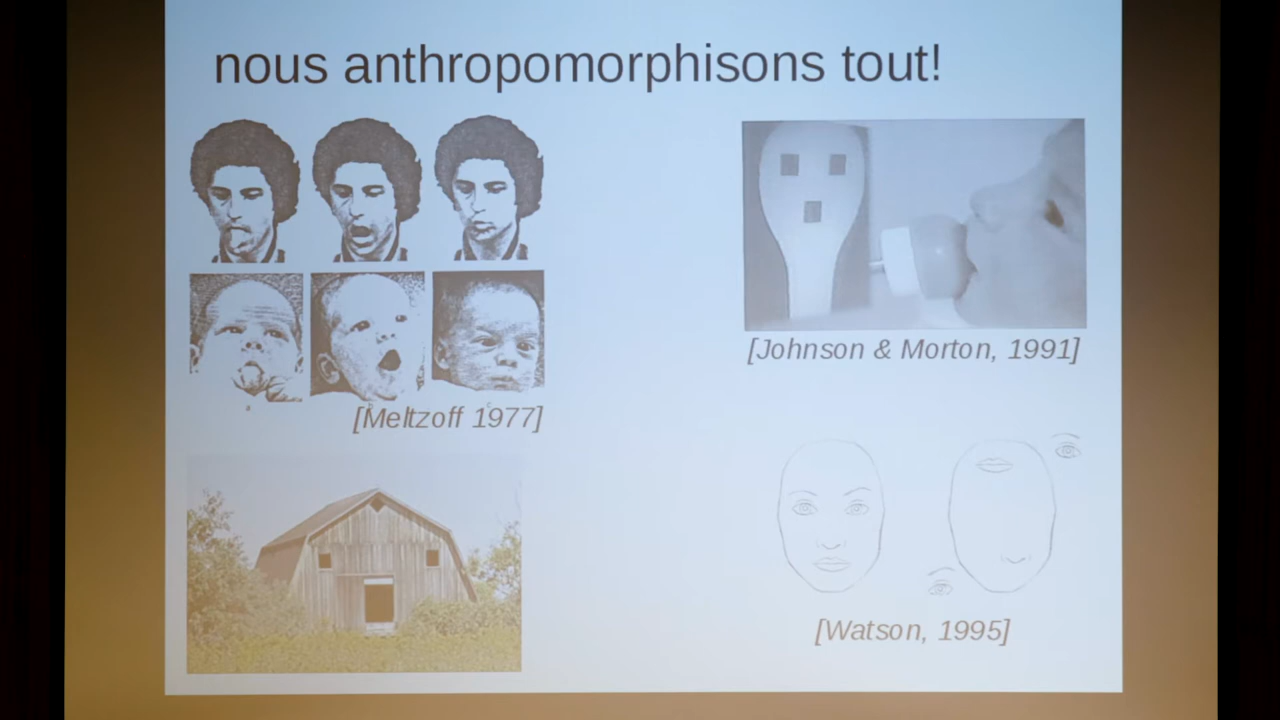 nous anthropomorphisons tout!
[Johnson & Morton, 1991]
[Meltzoff 1977]
[Watson, 1995]